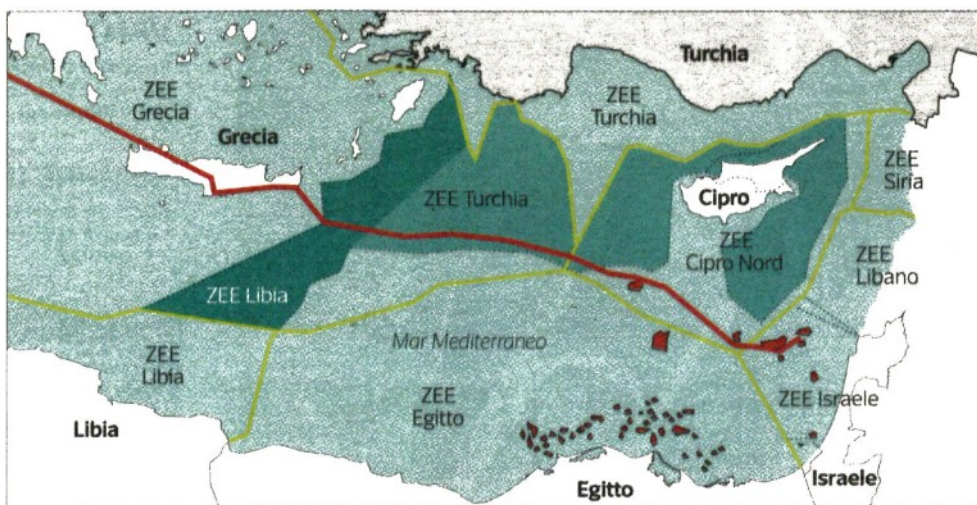 Turchia
ZEE
Grecia
Grecia
ZEE
Turchia
ZEE Turchia
Cipro
ZEE
Siria
ZEE
Cipro Nord
ZEE
Libano
ZEE Libia
Mar Mediterraneo
ZEE
Libia
ZEE
Egitto
ZEE Israele
Libia
Egitto
Israele